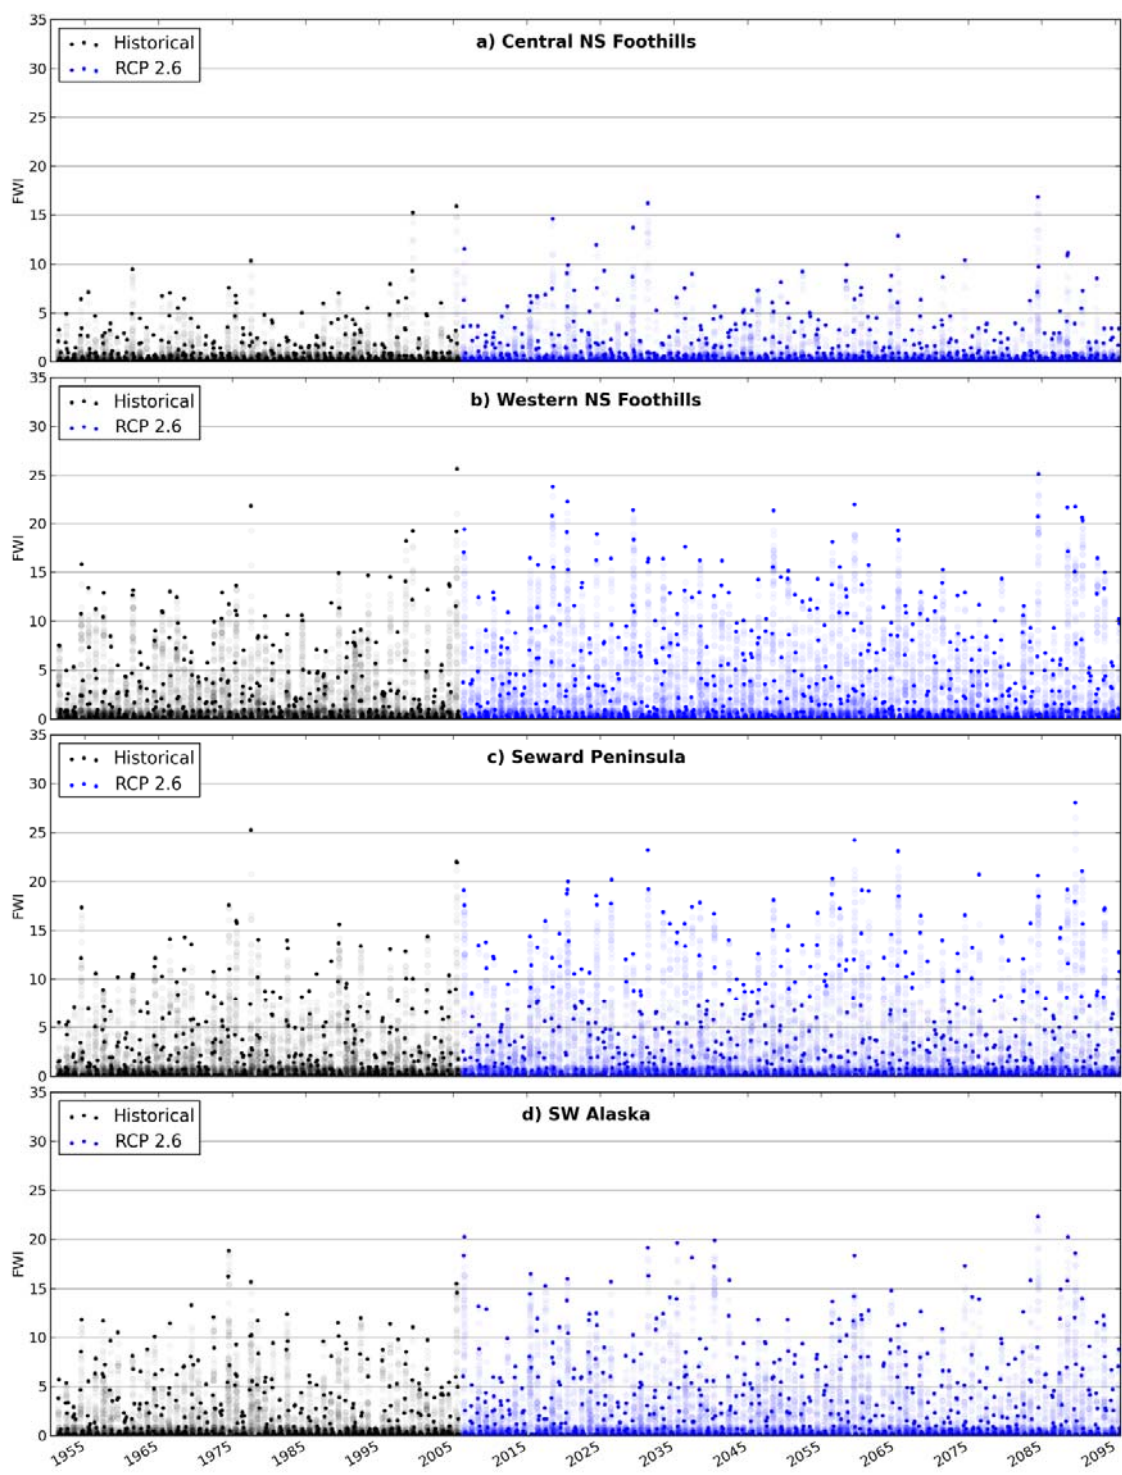 35
30
25
20
15
10
5
0
FWI
Historical
RCP 2.6
a) Central NS Foothills
35
30
25
20
15
10
5
0
FWI
Historical
RCP 2.6
b) Western NS Foothills
35
30
25
20
15
10
5
0
FWI
Historical
RCP 2.6
c) Seward Peninsula
35
30
25
20
15
10
5
0
FWI
Historical
RCP 2.6
d) SW Alaska
1955 1965 1975 1985 1995 2005 2015 2025 2035 2045 2055 2065 2075 2085 2095